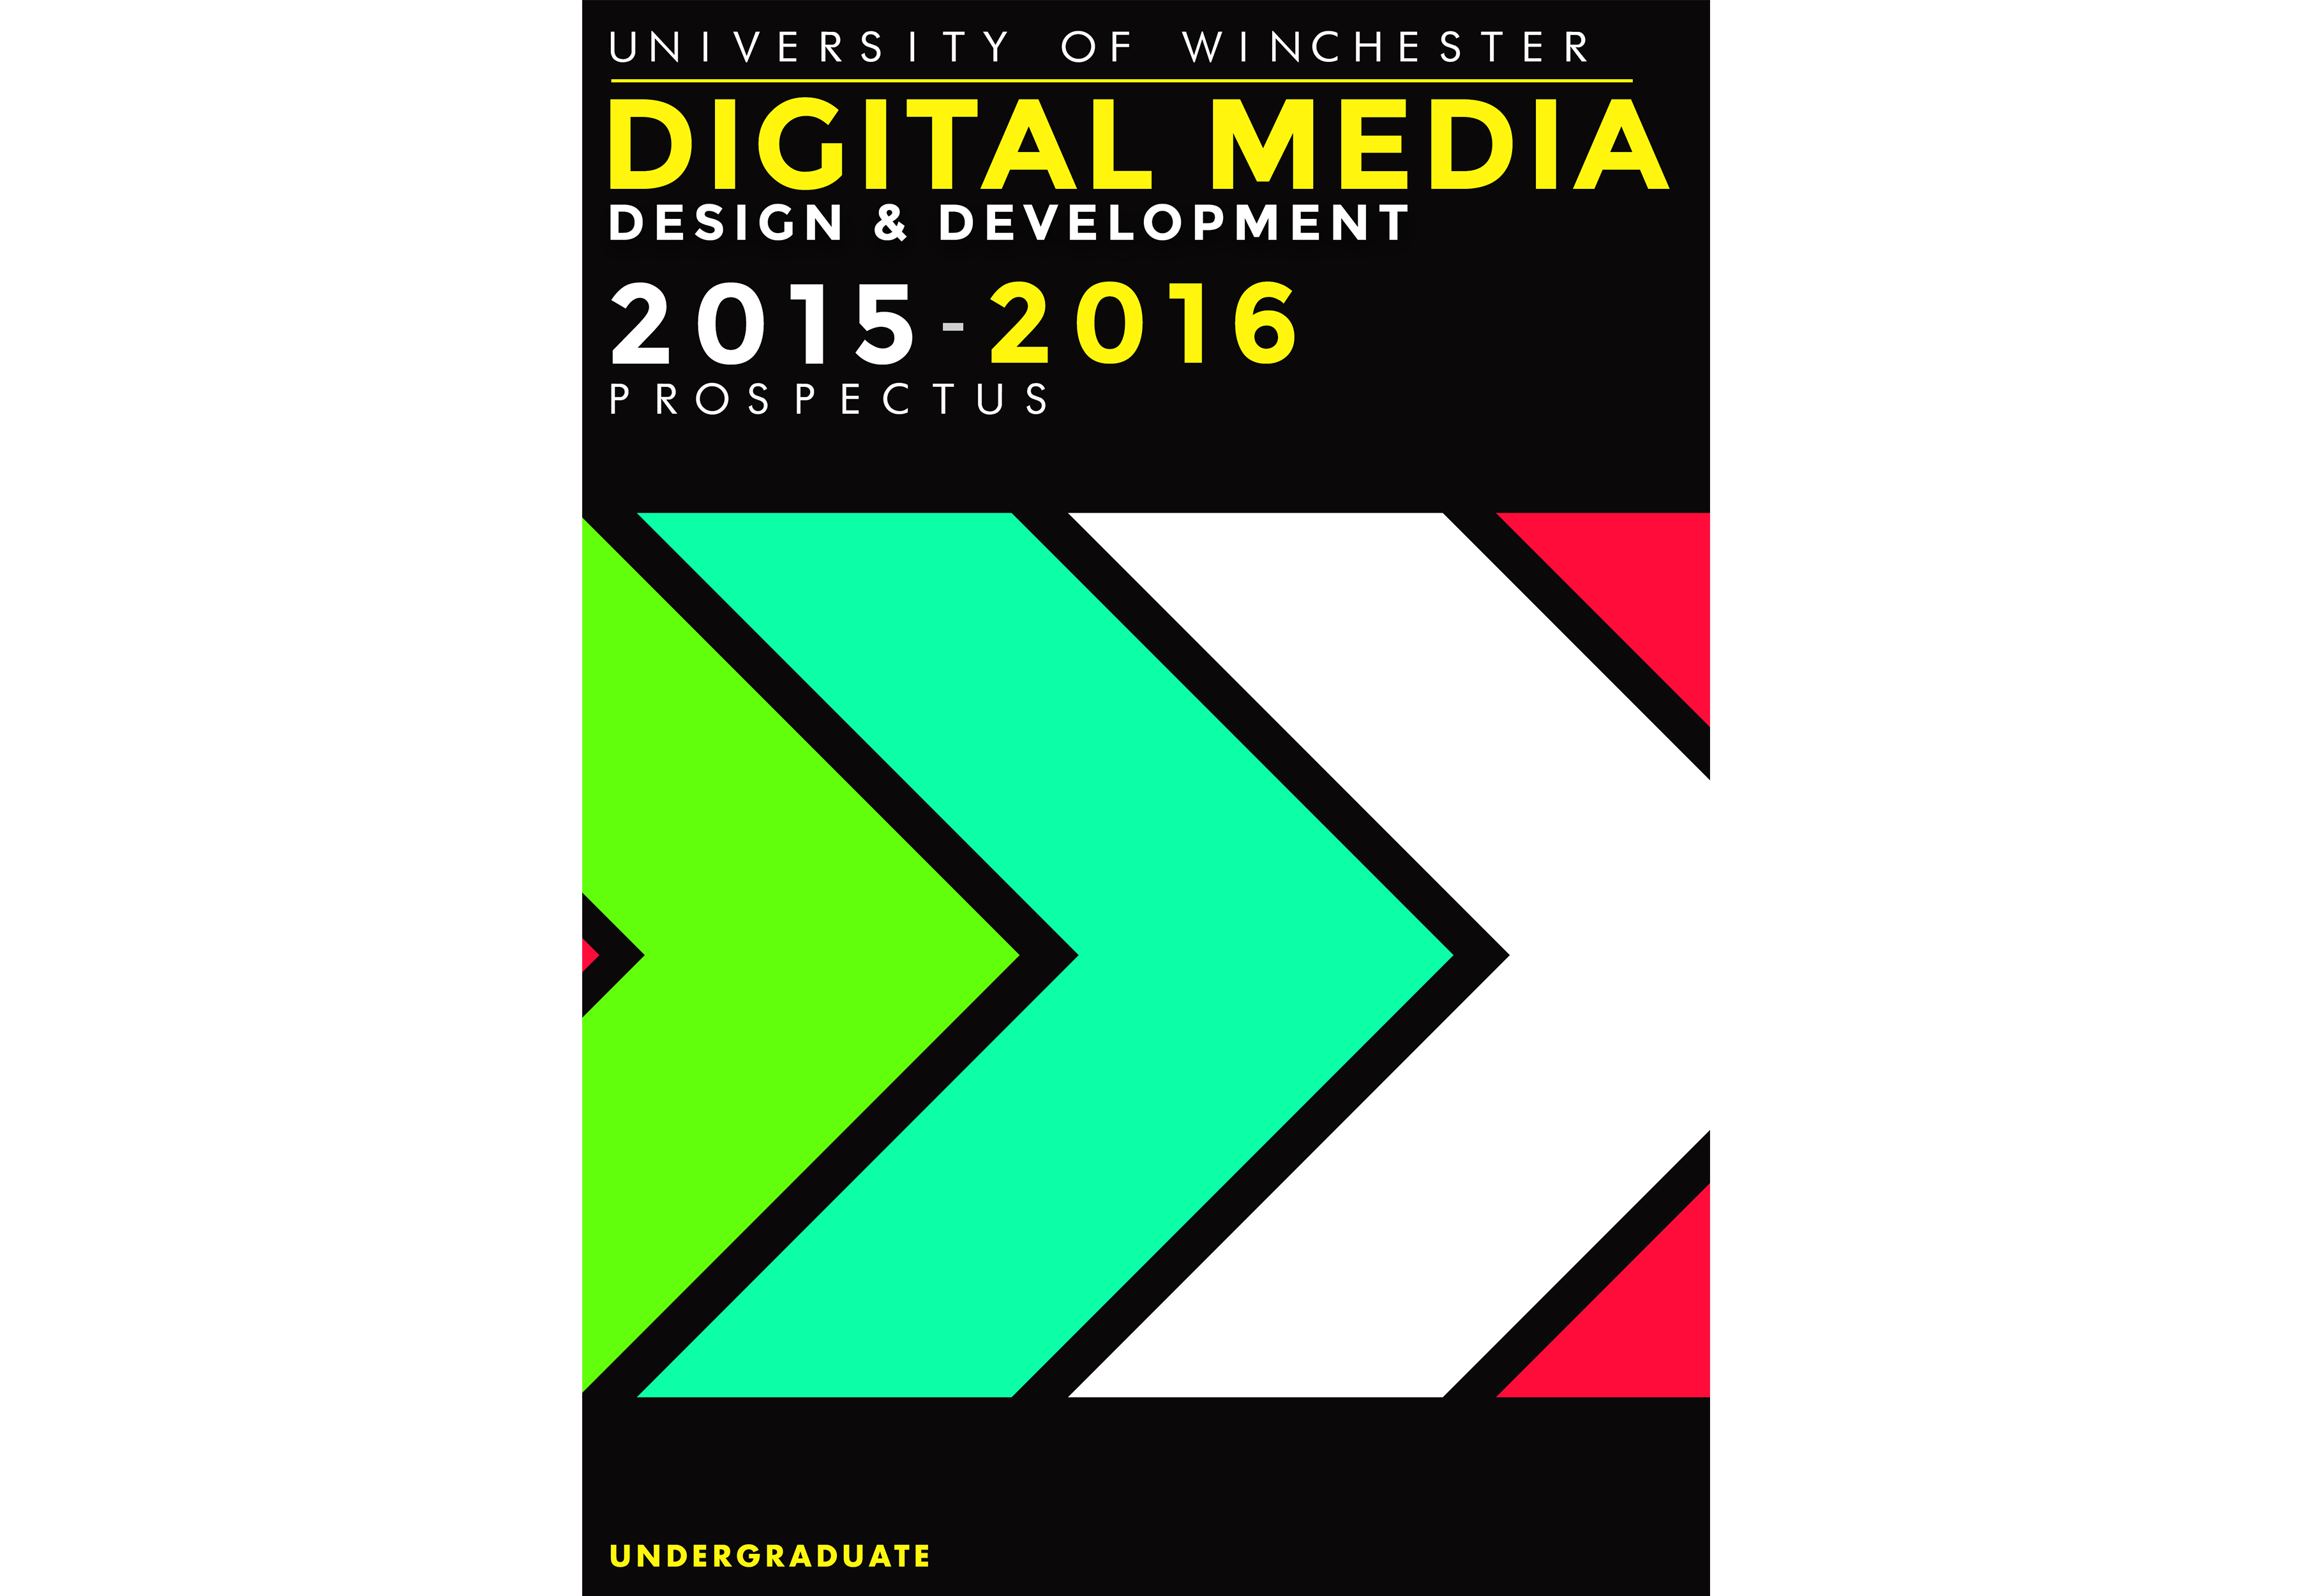 UNIVERSITY OF WINCHESTER
DIGITAL MEDIA
DESIGN & DEVELOPMENT
2015-2016
PROSPECTUS
UNDERGRADUATE